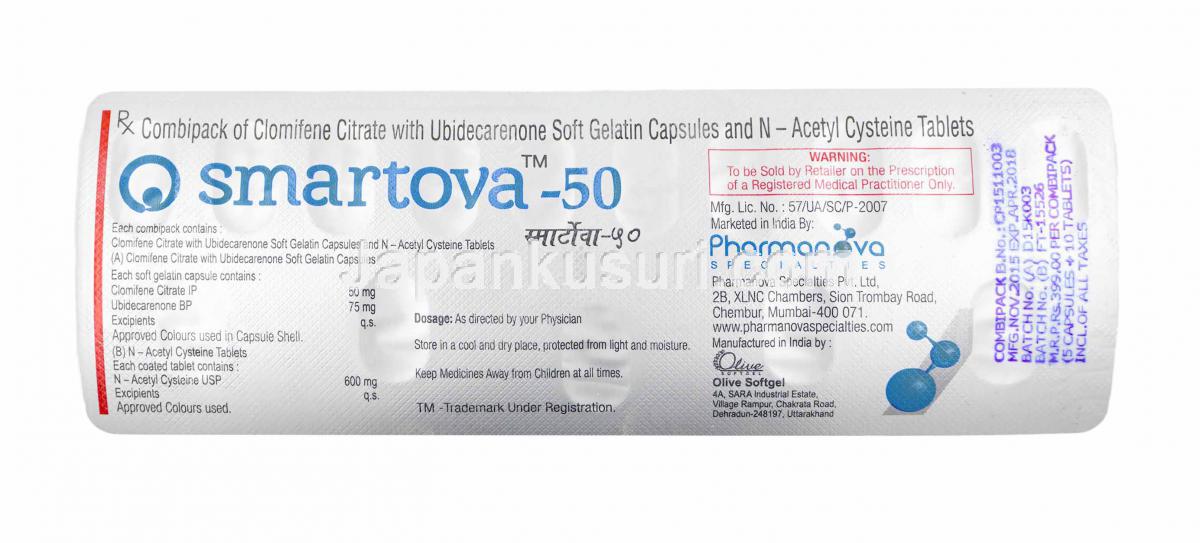 Rx Combipack of Clomifene Citrate with Ubidecarenone Soft Gelatin Capsules and N – Acetyl Cysteine Tablets
smartova™-50
स्मार्टोवा-५०
Each combipack contains :
Clomifene Citrate with Ubidecarenone Soft Gelatin Capsules and N – Acetyl Cysteine Tablets
(A) Clomifene Citrate with Ubidecarenone Soft Gelatin Capsules
Each soft gelatin capsule contains :
Clomifene Citrate IP 50 mg
Ubidecarenone BP 75 mg
Excipients q.s.
Approved Colours used in Capsule Shell.
(B) N – Acetyl Cysteine Tablets
Each coated tablet contains :
N – Acetyl Cysteine USP 600 mg
Excipients q.s.
Approved Colours used.
Dosage: As directed by your Physician
Store in a cool and dry place, protected from light and moisture.
Keep Medicines Away from Children at all times.
TM -Trademark Under Registration.
WARNING:
To be Sold by Retailer on the Prescription
of a Registered Medical Practitioner Only.
Mfg. Lic. No. : 57/UA/SC/P-2007
Marketed in India By:
Pharmanova
SPECIALTIES
Pharmanova Specialties Pvt. Ltd,
2B, XLNC Chambers, Sion Trombay Road,
Chembur, Mumbai-400 071.
www.pharmanovaspecialties.com
Manufactured in India by :
Olive
SOFTGEL
Olive Softgel
4A, SARA Industrial Estate,
Village Rampur, Chakrata Road,
Dehradun-248197, Uttarakhand
COMBIPACK B.No.:CP1511003
MFG.NOV.2015 EXP.APR.2018
BATCH No. (A) D15K003
BATCH No. (B) FT-15526
M.R.P.Rs.399.00 PER COMBIPACK
(5 CAPSULES + 10 TABLETS)
INCL.OF ALL TAXES
Japankusuri.com